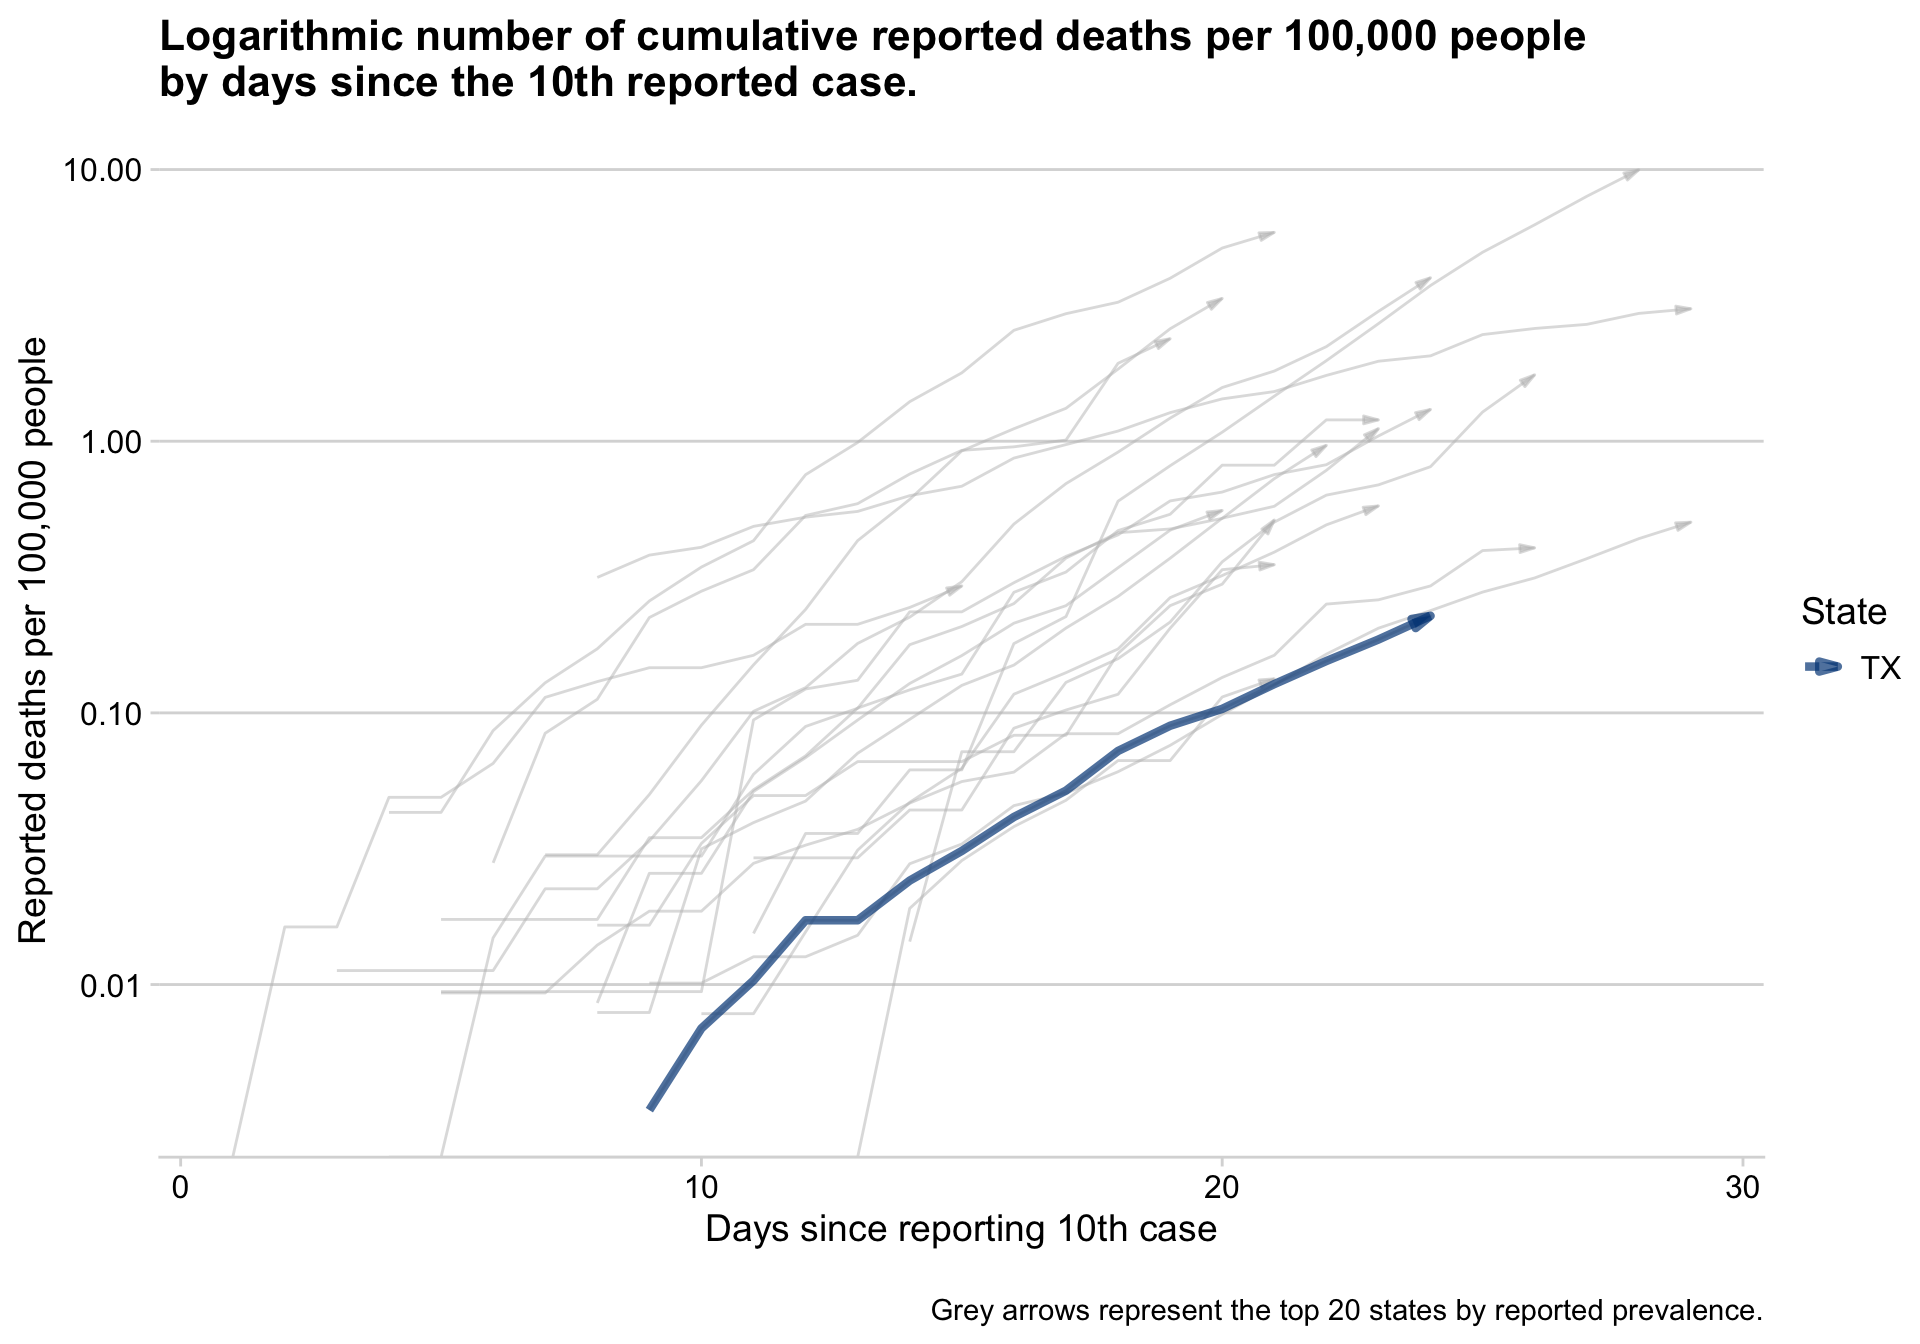 Logarithmic number of cumulative reported deaths per 100,000 people
by days since the 10th reported case.
10.00
1.00
0.10
0.01
Reported deaths per 100,000 people
0
10
20
30
Days since reporting 10th case
State
TX
Grey arrows represent the top 20 states by reported prevalence.